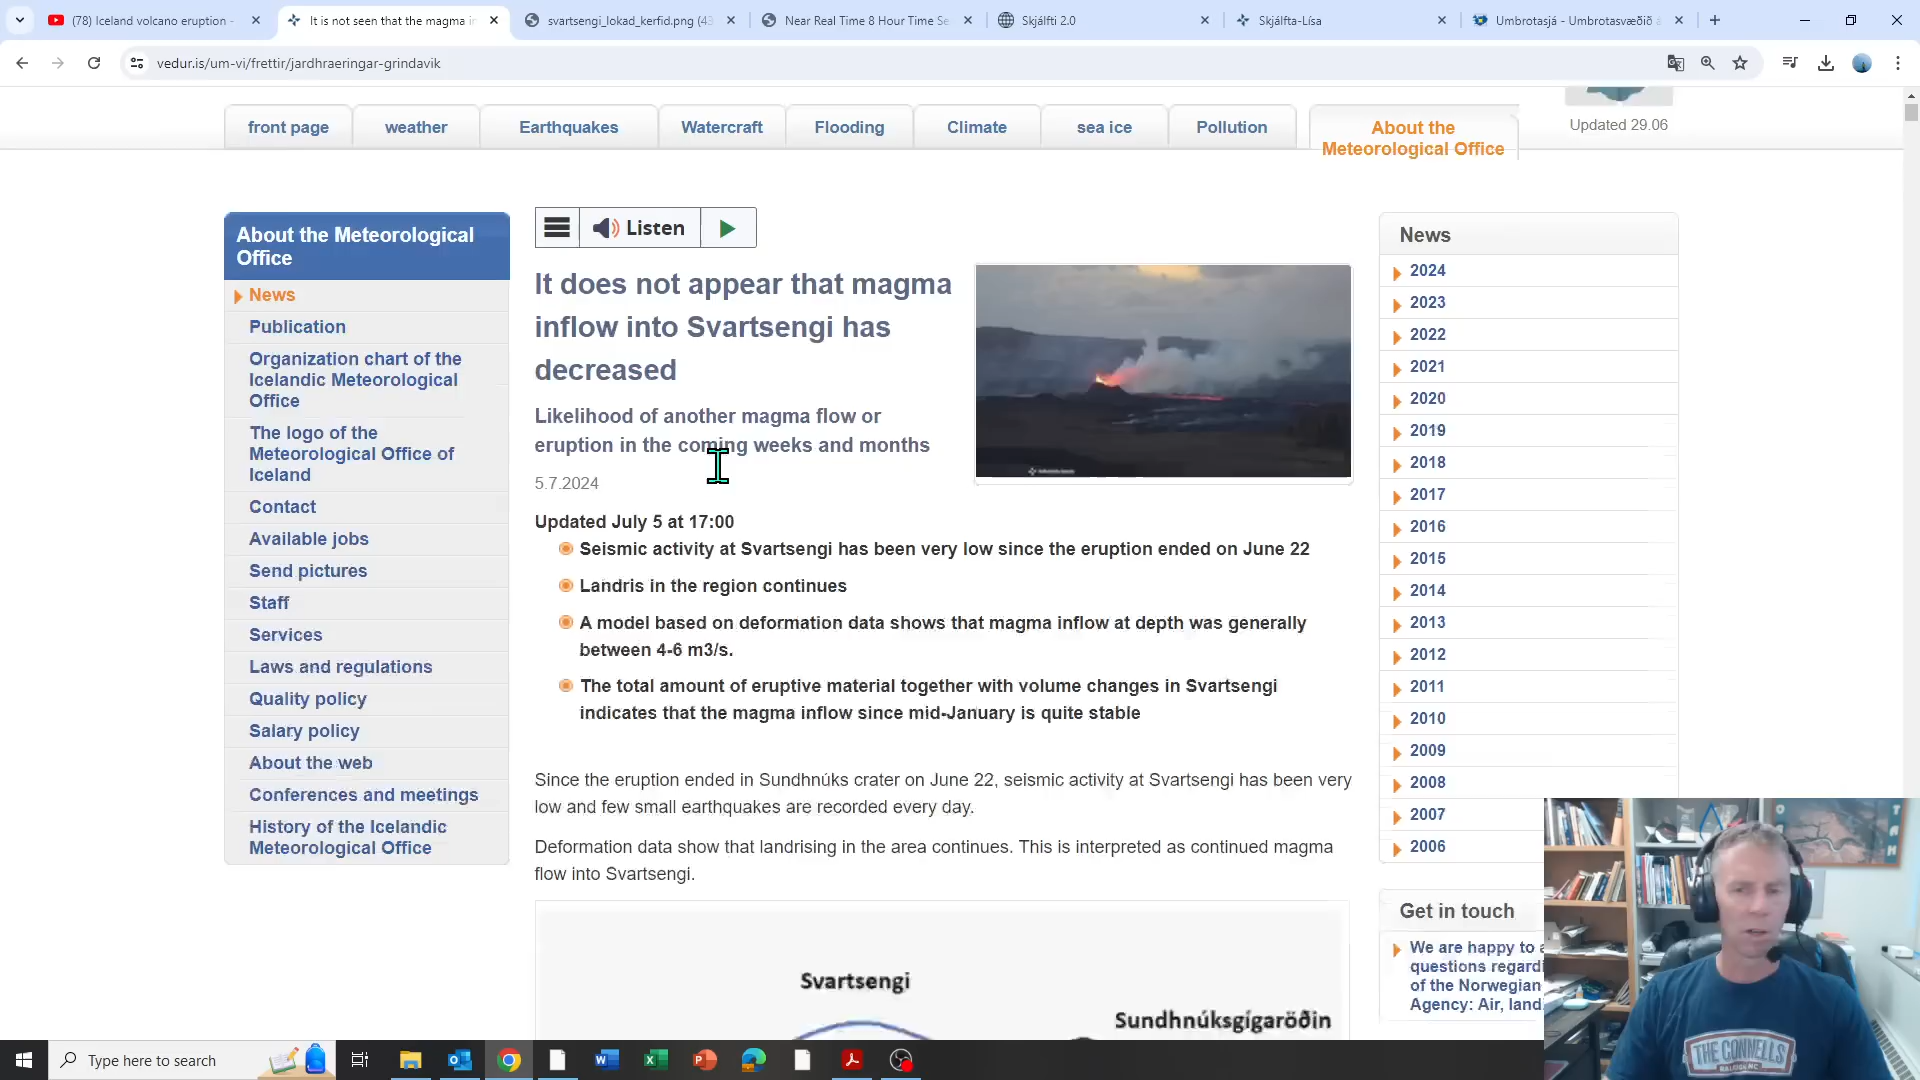 (78) Iceland volcano eruption -
It is not seen that the magma in
svartsengi_lokad_kerfid.png (43
Near Real Time 8 Hour Time Se
Skjálfti 2.0
Skjálfta-Lísa
Umbrotasjá - Umbrotasvæðið á
vedur.is/um-vi/frettir/jardhraeringar-grindavik
front page
weather
Earthquakes
Watercraft
Flooding
Climate
sea ice
Pollution
About the
Meteorological Office
Updated 29.06
About the Meteorological
Office
News
Publication
Organization chart of the
Icelandic Meteorological
Office
The logo of the
Meteorological Office of
Iceland
Contact
Available jobs
Send pictures
Staff
Services
Laws and regulations
Quality policy
Salary policy
About the web
Conferences and meetings
History of the Icelandic
Meteorological Office
Listen
It does not appear that magma
inflow into Svartsengi has
decreased
Likelihood of another magma flow or
eruption in the coming weeks and months
5.7.2024
Updated July 5 at 17:00
Seismic activity at Svartsengi has been very low since the eruption ended on June 22
Landris in the region continues
A model based on deformation data shows that magma inflow at depth was generally
between 4-6 m3/s.
The total amount of eruptive material together with volume changes in Svartsengi
indicates that the magma inflow since mid-January is quite stable
Since the eruption ended in Sundhnúks crater on June 22, seismic activity at Svartsengi has been very
low and few small earthquakes are recorded every day.
Deformation data show that landrising in the area continues. This is interpreted as continued magma
flow into Svartsengi.
Svartsengi
Sundhnúksgígaröðin
News
2024
2023
2022
2021
2020
2019
2018
2017
2016
2015
2014
2013
2012
2011
2010
2009
2008
2007
2006
Get in touch
We are happy to a
questions regardi
of the Norwegian
Agency: Air, land
THE CONNELLS
RALEIGH, NC
Type here to search